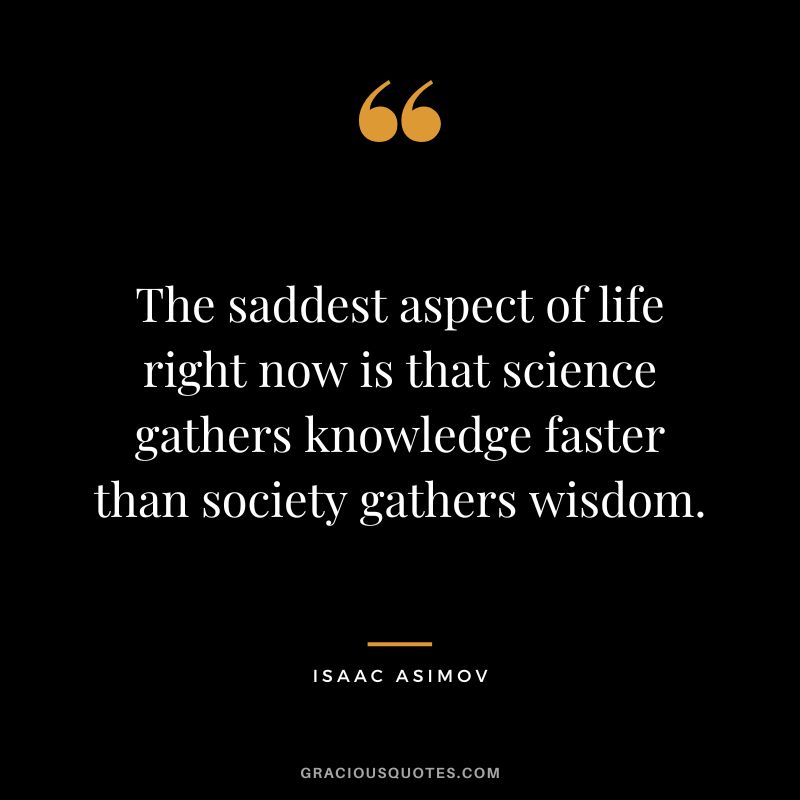 “
The saddest aspect of life
right now is that science
gathers knowledge faster
than society gathers wisdom.
ISAAC ASIMOV
GRACIOUSQUOTES.COM